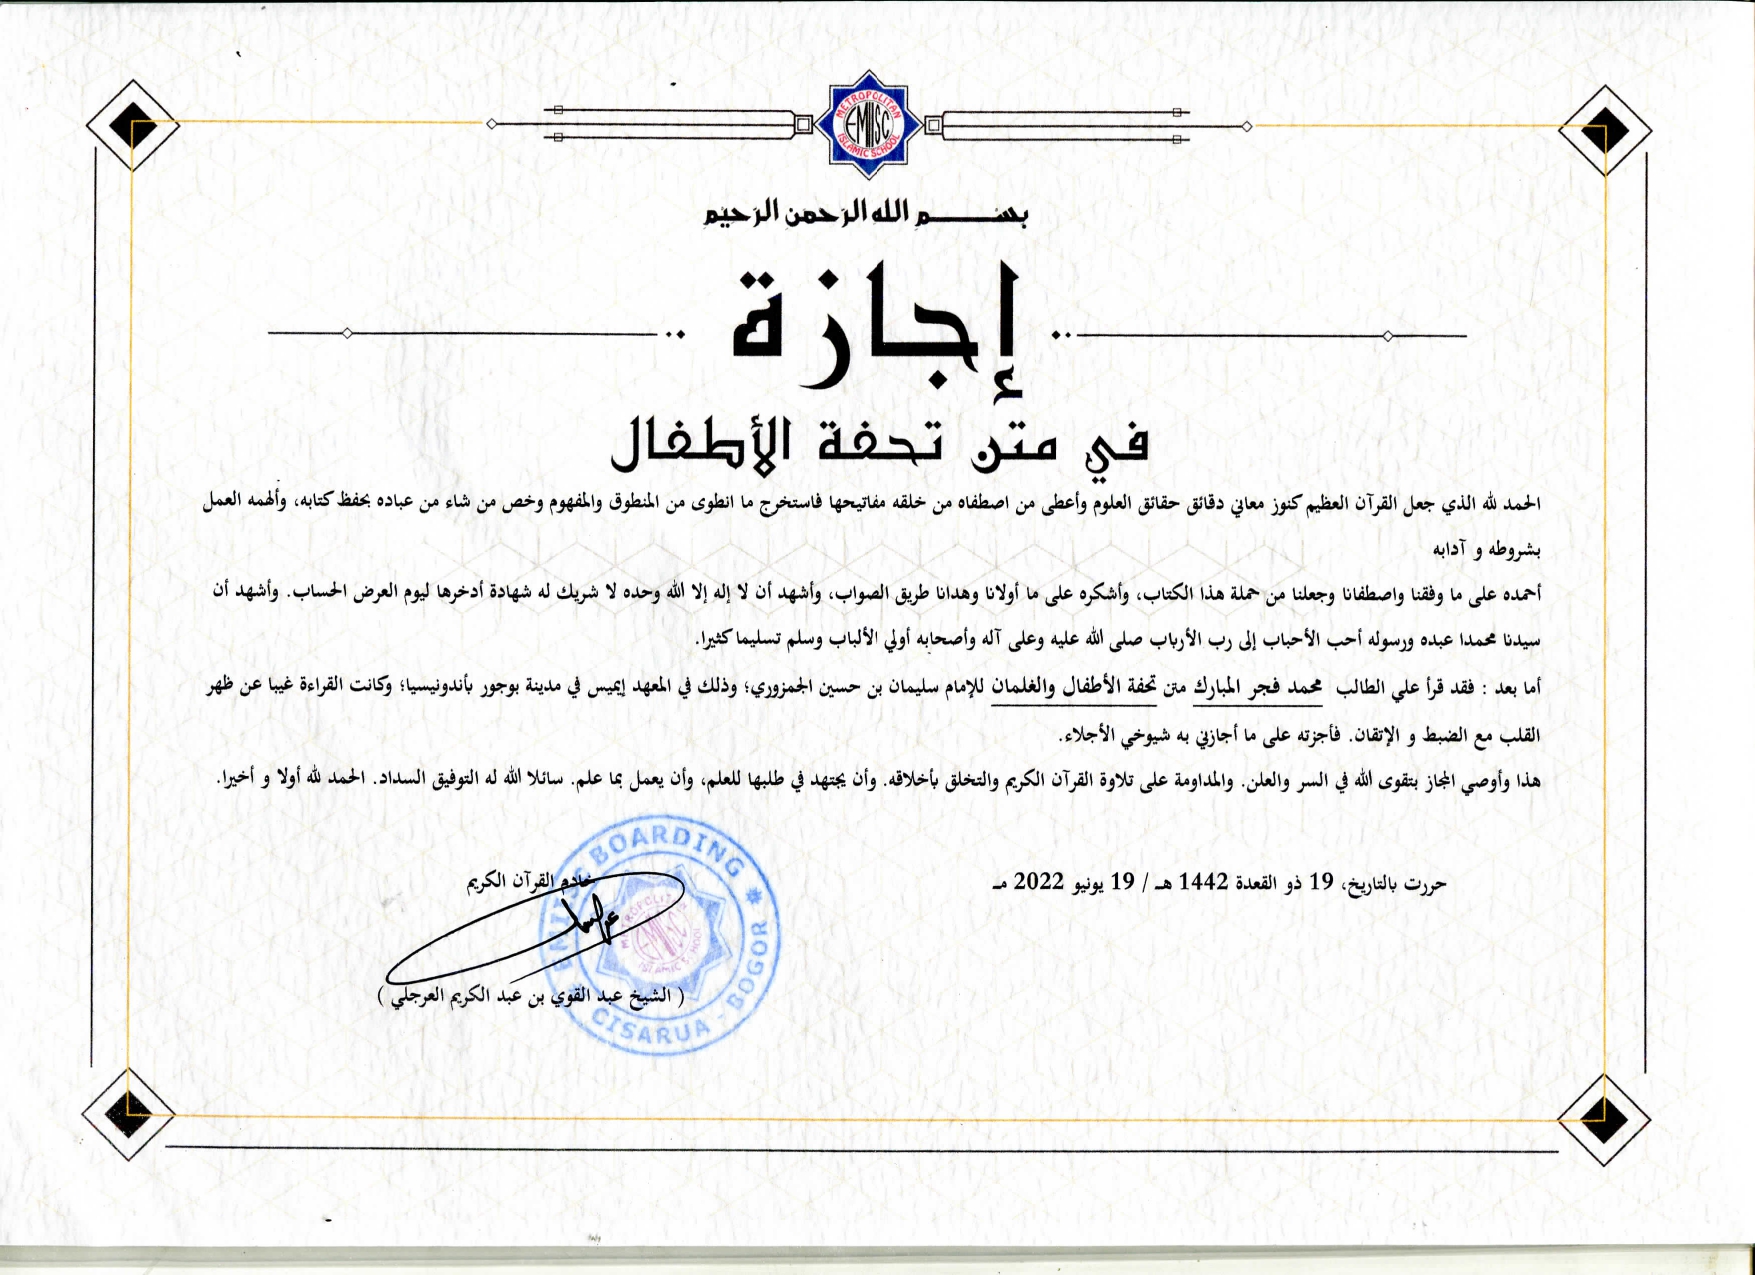 METROPOLITAN
EMIISC
ISLAMIC SCHOOL
بســـــم الله الرحمن الرحيم
إجازة
في متن تحفة الأطفال
الحمد لله الذي جعل القرآن العظيم كنوز معاني دقائق حقائق العلوم وأعطى من اصطفاه من خلقه مفاتيحها فاستخرج ما انطوى من المنطوق والمفهوم وخص من شاء من عباده بحفظ كتابه، وألهمه العمل
بشروطه و آدابه
أحمده على ما وفقنا واصطفانا وجعلنا من حملة هذا الكتاب، وأشكره على ما أولانا وهدانا طريق الصواب، وأشهد أن لا إله إلا الله وحده لا شريك له شهادة أدخرها ليوم العرض الحساب. وأشهد أن
سيدنا محمدا عبده ورسوله أحب الأحباب إلى رب الأرباب صلى الله عليه وعلى آله وأصحابه أولي الألباب وسلم تسليما كثيرا.
أما بعد : فقد قرأ علي الطالب محمد فجر المبارك متن تحفة الأطفال والغلمان للإمام سليمان بن حسين الجمزوري؛ وذلك في المعهد إيميس في مدينة بوجور بأندونيسيا؛ وكانت القراءة غيبا عن ظهر
القلب مع الضبط و الإتقان. فأجزته على ما أجازني به شيوخي الأجلاء.
هذا وأوصي المجاز بتقوى الله في السر والعلن. والمداومة على تلاوة القرآن الكريم والتخلق بأخلاقه. وأن يجتهد في طلبها للعلم، وأن يعمل بما علم. سائلا الله له التوفيق السداد. الحمد لله أولا و أخيرا.
حررت بالتاريخ، 19 ذو القعدة 1442 هـ / 19 يونيو 2022 مـ
خادم القرآن الكريم
BOARDING
METROPOLITAN
EMIISC
ISLAMIC SCHOOL
CISARUA - BOGOR
( الشيخ عبد القوي بن عبد الكريم العرجلي )